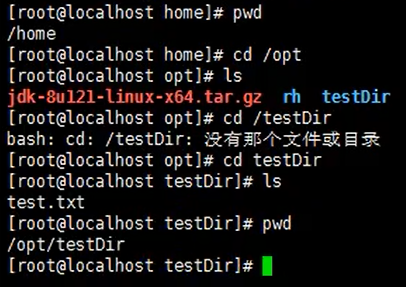 [root@localhost home]# pwd
/home
[root@localhost home]# cd /opt
[root@localhost opt]# ls
jdk-8u121-linux-x64.tar.gz  rh  testDir
[root@localhost opt]# cd /testDir
bash: cd: /testDir: 没有那个文件或目录
[root@localhost opt]# cd testDir
[root@localhost testDir]# ls
test.txt
[root@localhost testDir]# pwd
/opt/testDir
[root@localhost testDir]#